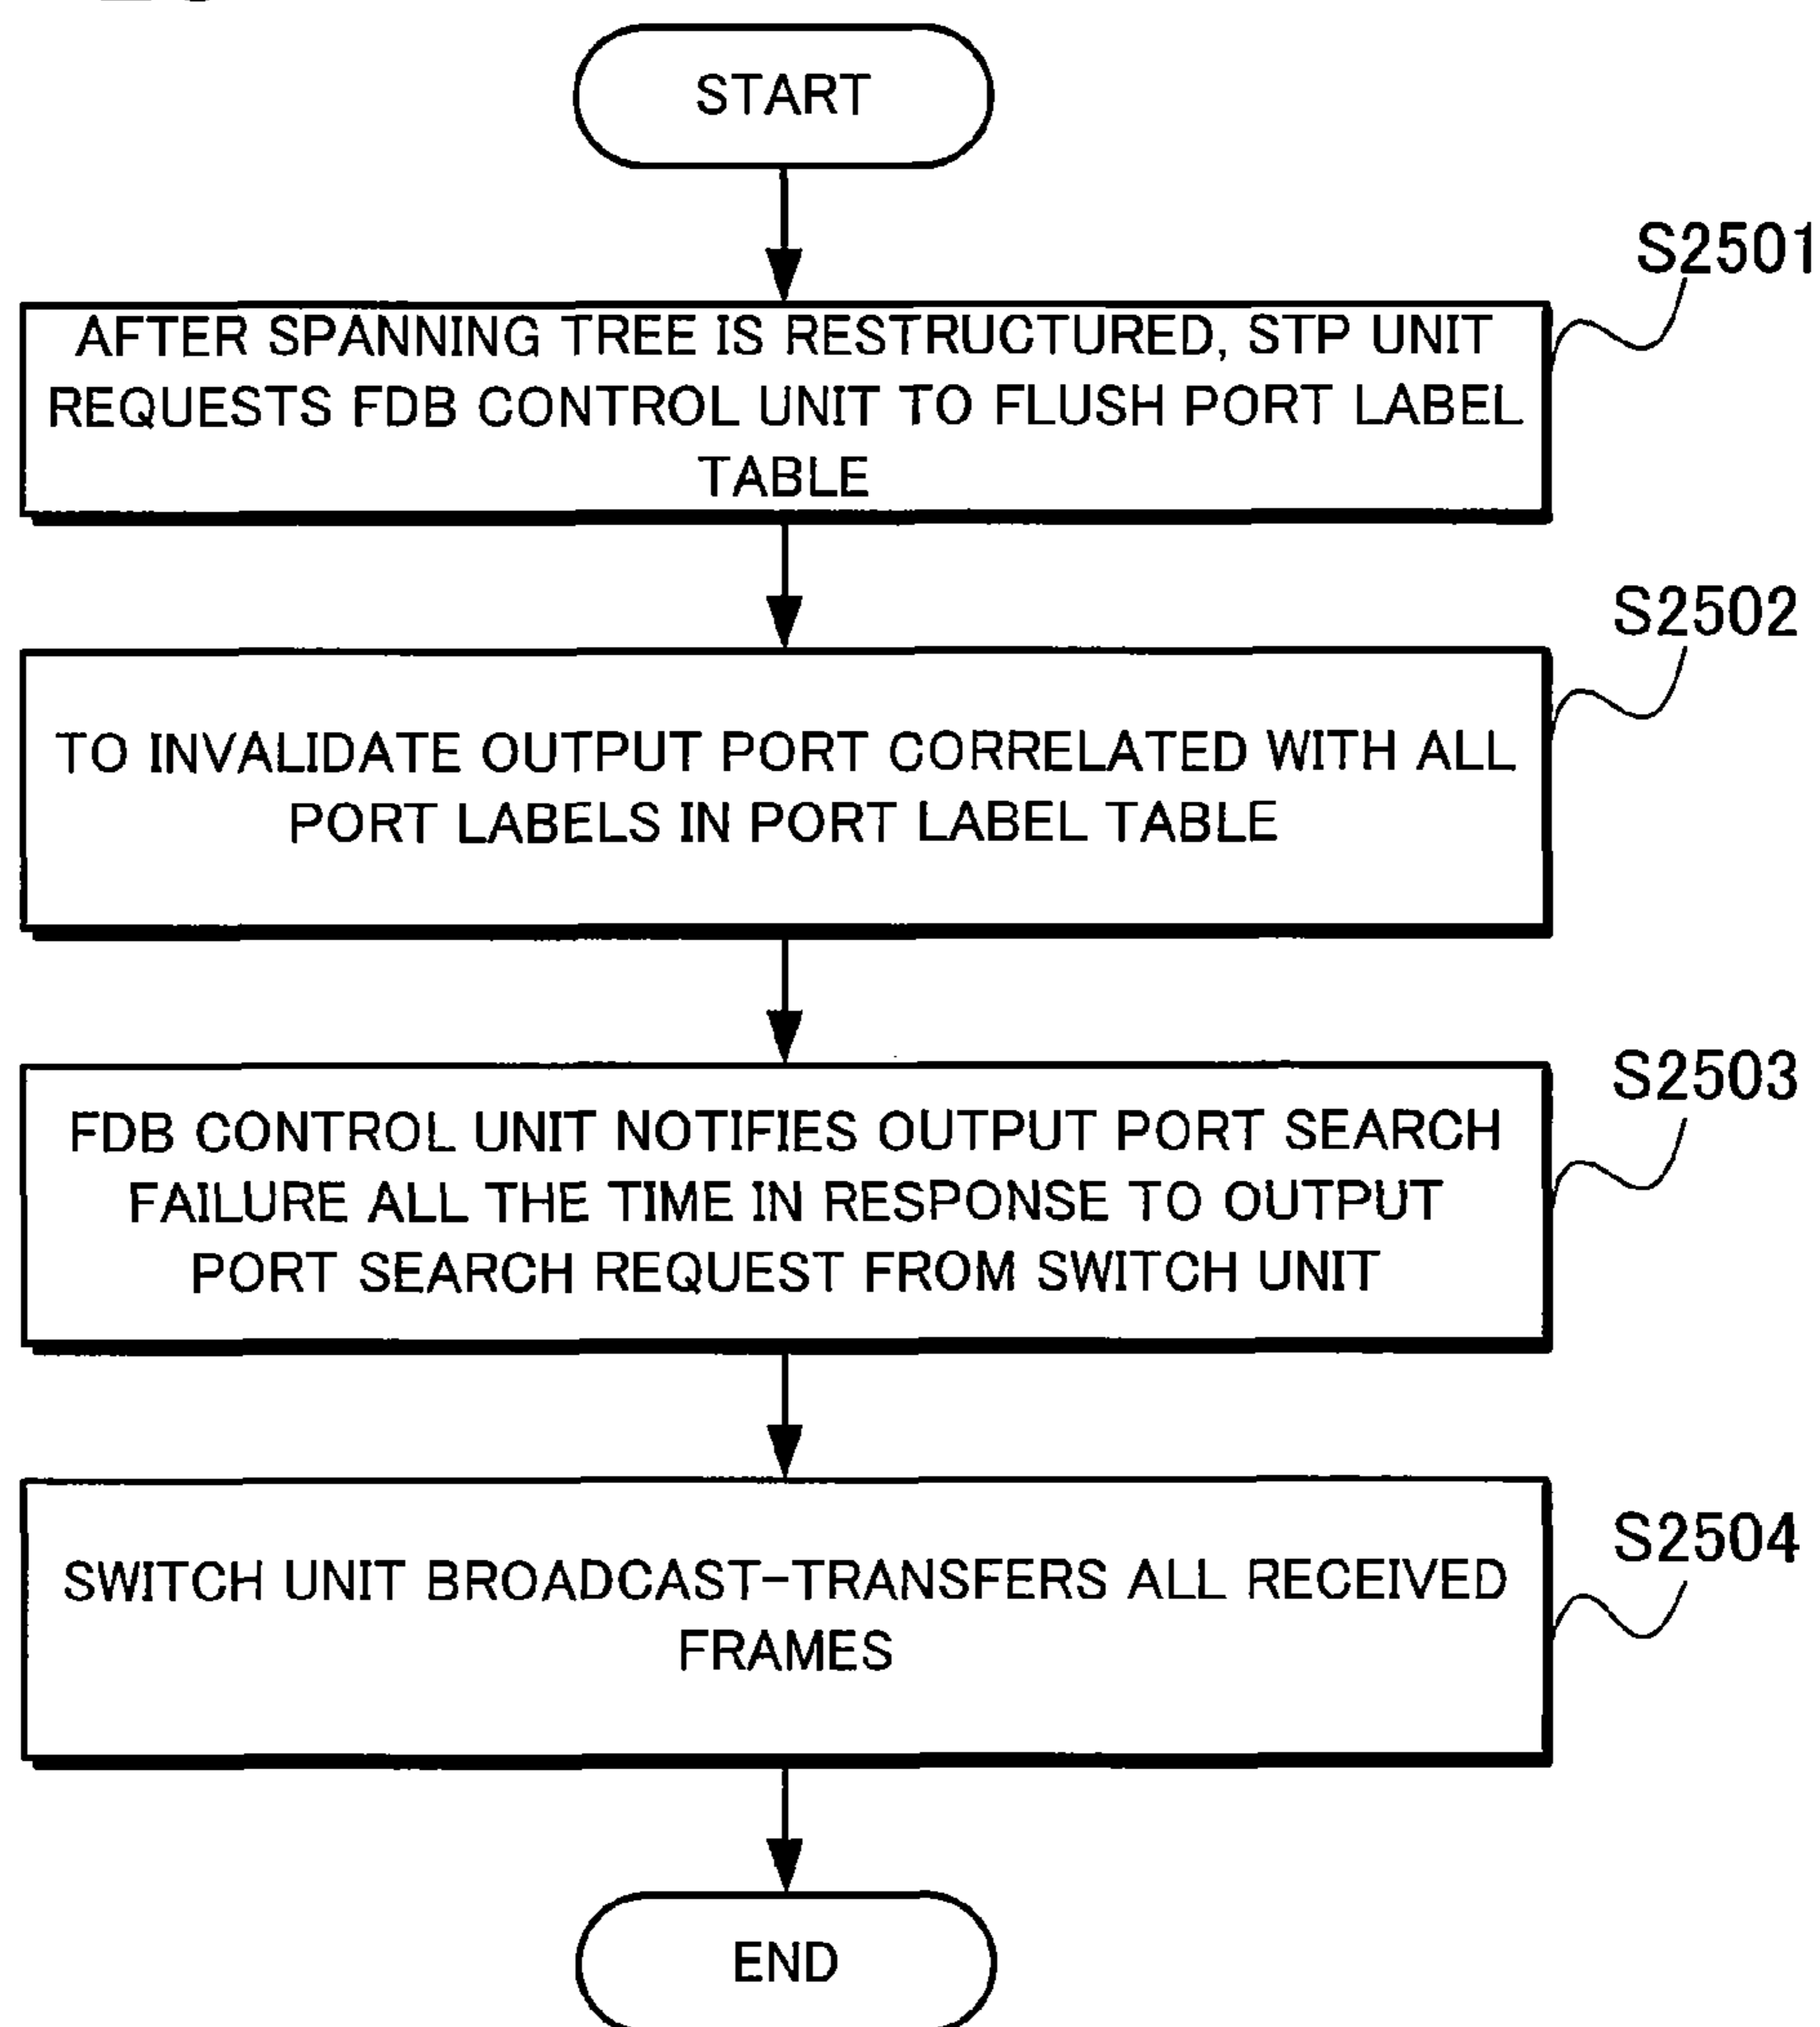 START
S2501
AFTER SPANNING TREE IS RESTRUCTURED, STP UNIT
REQUESTS FDB CONTROL UNIT TO FLUSH PORT LABEL
TABLE
S2502
TO INVALIDATE OUTPUT PORT CORRELATED WITH ALL
PORT LABELS IN PORT LABEL TABLE
S2503
FDB CONTROL UNIT NOTIFIES OUTPUT PORT SEARCH
FAILURE ALL THE TIME IN RESPONSE TO OUTPUT
PORT SEARCH REQUEST FROM SWITCH UNIT
S2504
SWITCH UNIT BROADCAST-TRANSFERS ALL RECEIVED
FRAMES
END